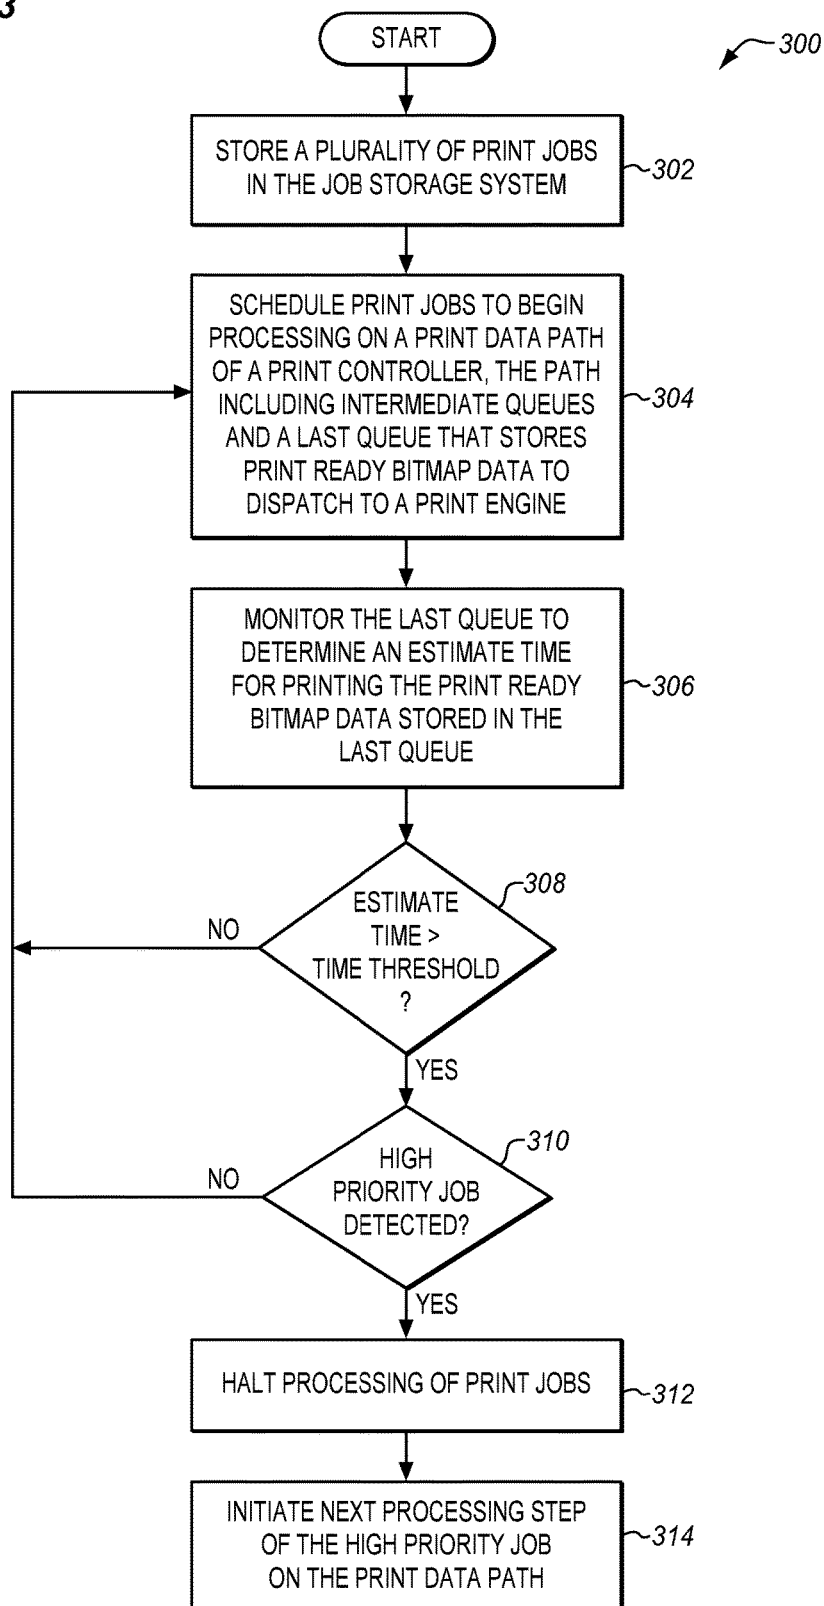 3
START
300
STORE A PLURALITY OF PRINT JOBS
IN THE JOB STORAGE SYSTEM
302
SCHEDULE PRINT JOBS TO BEGIN
PROCESSING ON A PRINT DATA PATH
OF A PRINT CONTROLLER, THE PATH
INCLUDING INTERMEDIATE QUEUES
AND A LAST QUEUE THAT STORES
PRINT READY BITMAP DATA TO
DISPATCH TO A PRINT ENGINE
304
MONITOR THE LAST QUEUE TO
DETERMINE AN ESTIMATE TIME
FOR PRINTING THE PRINT READY
BITMAP DATA STORED IN THE
LAST QUEUE
306
308
ESTIMATE
TIME >
TIME THRESHOLD
?
NO
YES
310
HIGH
PRIORITY JOB
DETECTED?
NO
YES
HALT PROCESSING OF PRINT JOBS
312
INITIATE NEXT PROCESSING STEP
OF THE HIGH PRIORITY JOB
ON THE PRINT DATA PATH
314